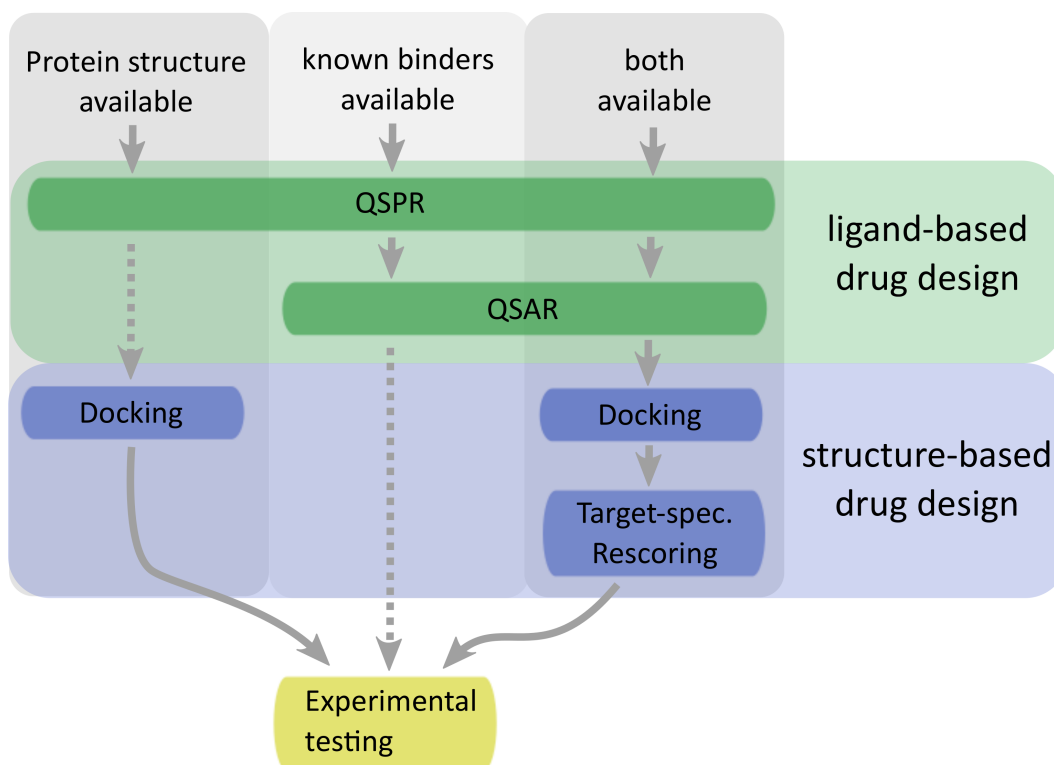 Protein structure
available
known binders
available
both
available
QSPR
ligand-based
drug design
QSAR
Docking
Docking
structure-based
drug design
Target-spec.
Rescoring
Experimental
testing